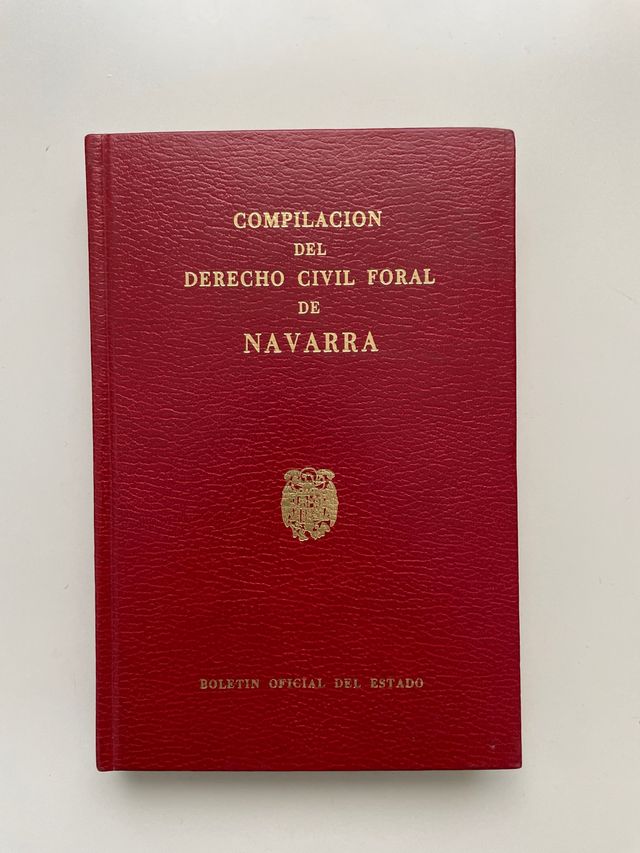 COMPILACION
DEL
DERECHO CIVIL FORAL
DE
NAVARRA
BOLETIN OFICIAL DEL ESTADO